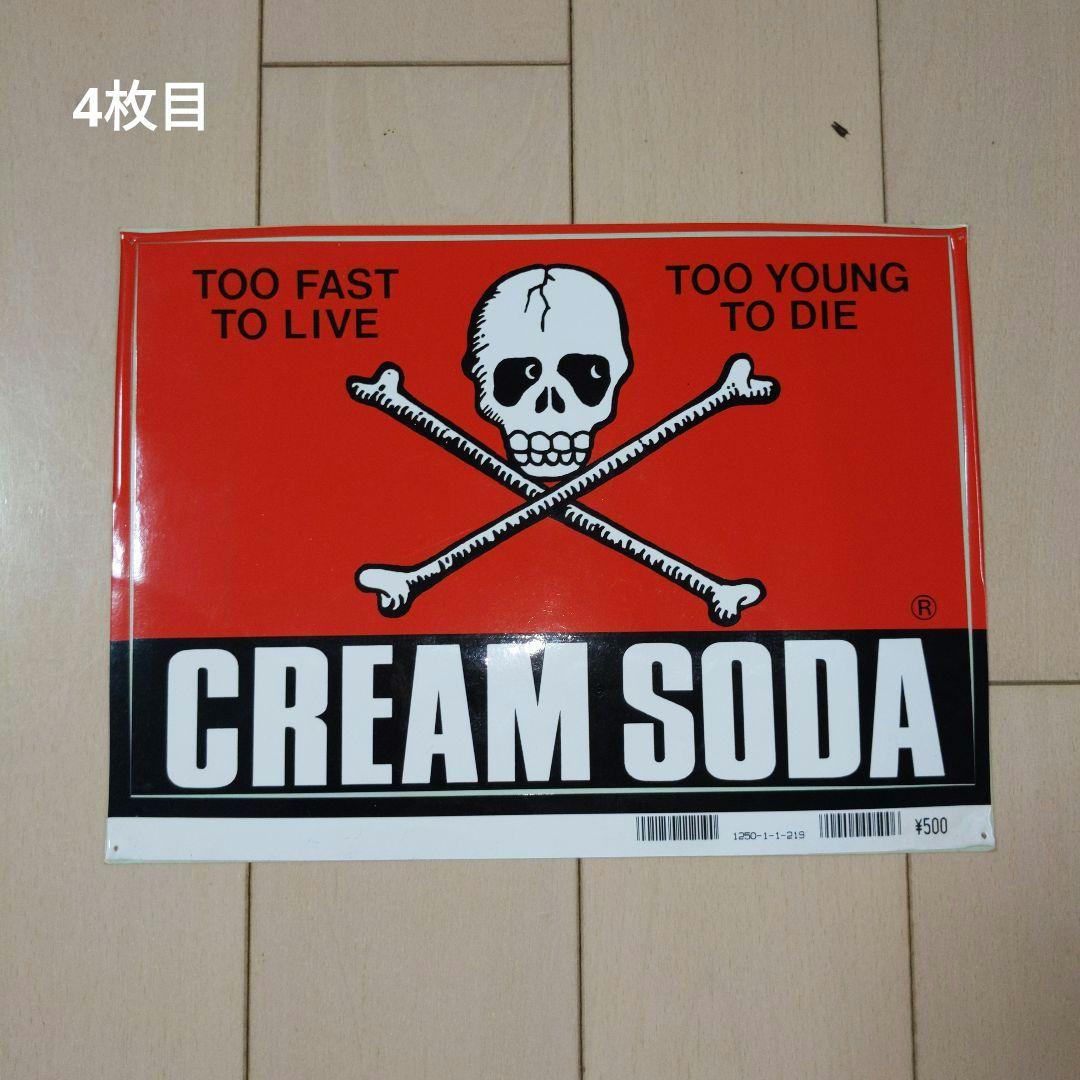 4枚目
TOO FAST
TO LIVE
TOO YOUNG
TO DIE
®
CREAM SODA
1250-1-1-219
¥500